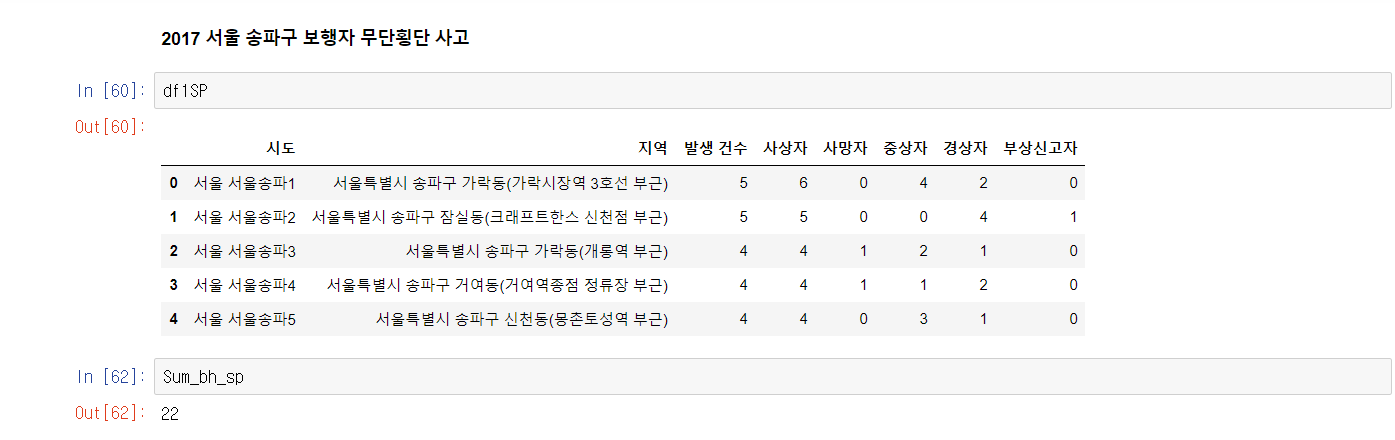 2017 서울 송파구 보행자 무단횡단 사고
In [60]: df1SP
Out[60]:
시도 지역 발생 건수 사상자 사망자 중상자 경상자 부상신고자
0 서울 서울송파1 서울특별시 송파구 가락동(가락시장역 3호선 부근) 5 6 0 4 2 0
1 서울 서울송파2 서울특별시 송파구 잠실동(크래프트한스 신천점 부근) 5 5 0 0 4 1
2 서울 서울송파3 서울특별시 송파구 가락동(개롱역 부근) 4 4 1 2 1 0
3 서울 서울송파4 서울특별시 송파구 거여동(거여역종점 정류장 부근) 4 4 1 1 2 0
4 서울 서울송파5 서울특별시 송파구 신천동(몽촌토성역 부근) 4 4 0 3 1 0
In [62]: Sum_bh_sp
Out[62]: 22